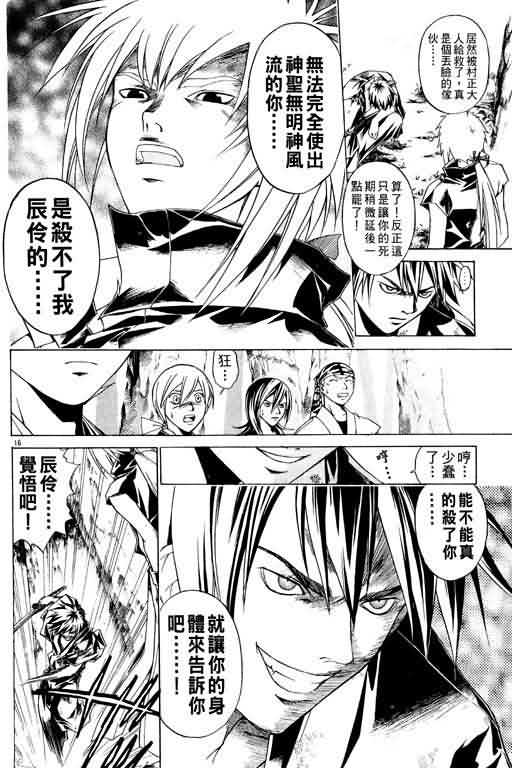 居然被村正大
人給救了，真
是個丟臉的傢
伙……
算了！反正這
只是讓你的死
期稍微延後一
點罷了！
…
無法完全使出
神聖無明神風
流的你……
是殺不了我
辰伶的……
狂…
16
哼…
少蠢
了…
能不能真
的殺了你
……
就讓你的身
體來告訴你
吧……！
辰伶…
覺悟吧！